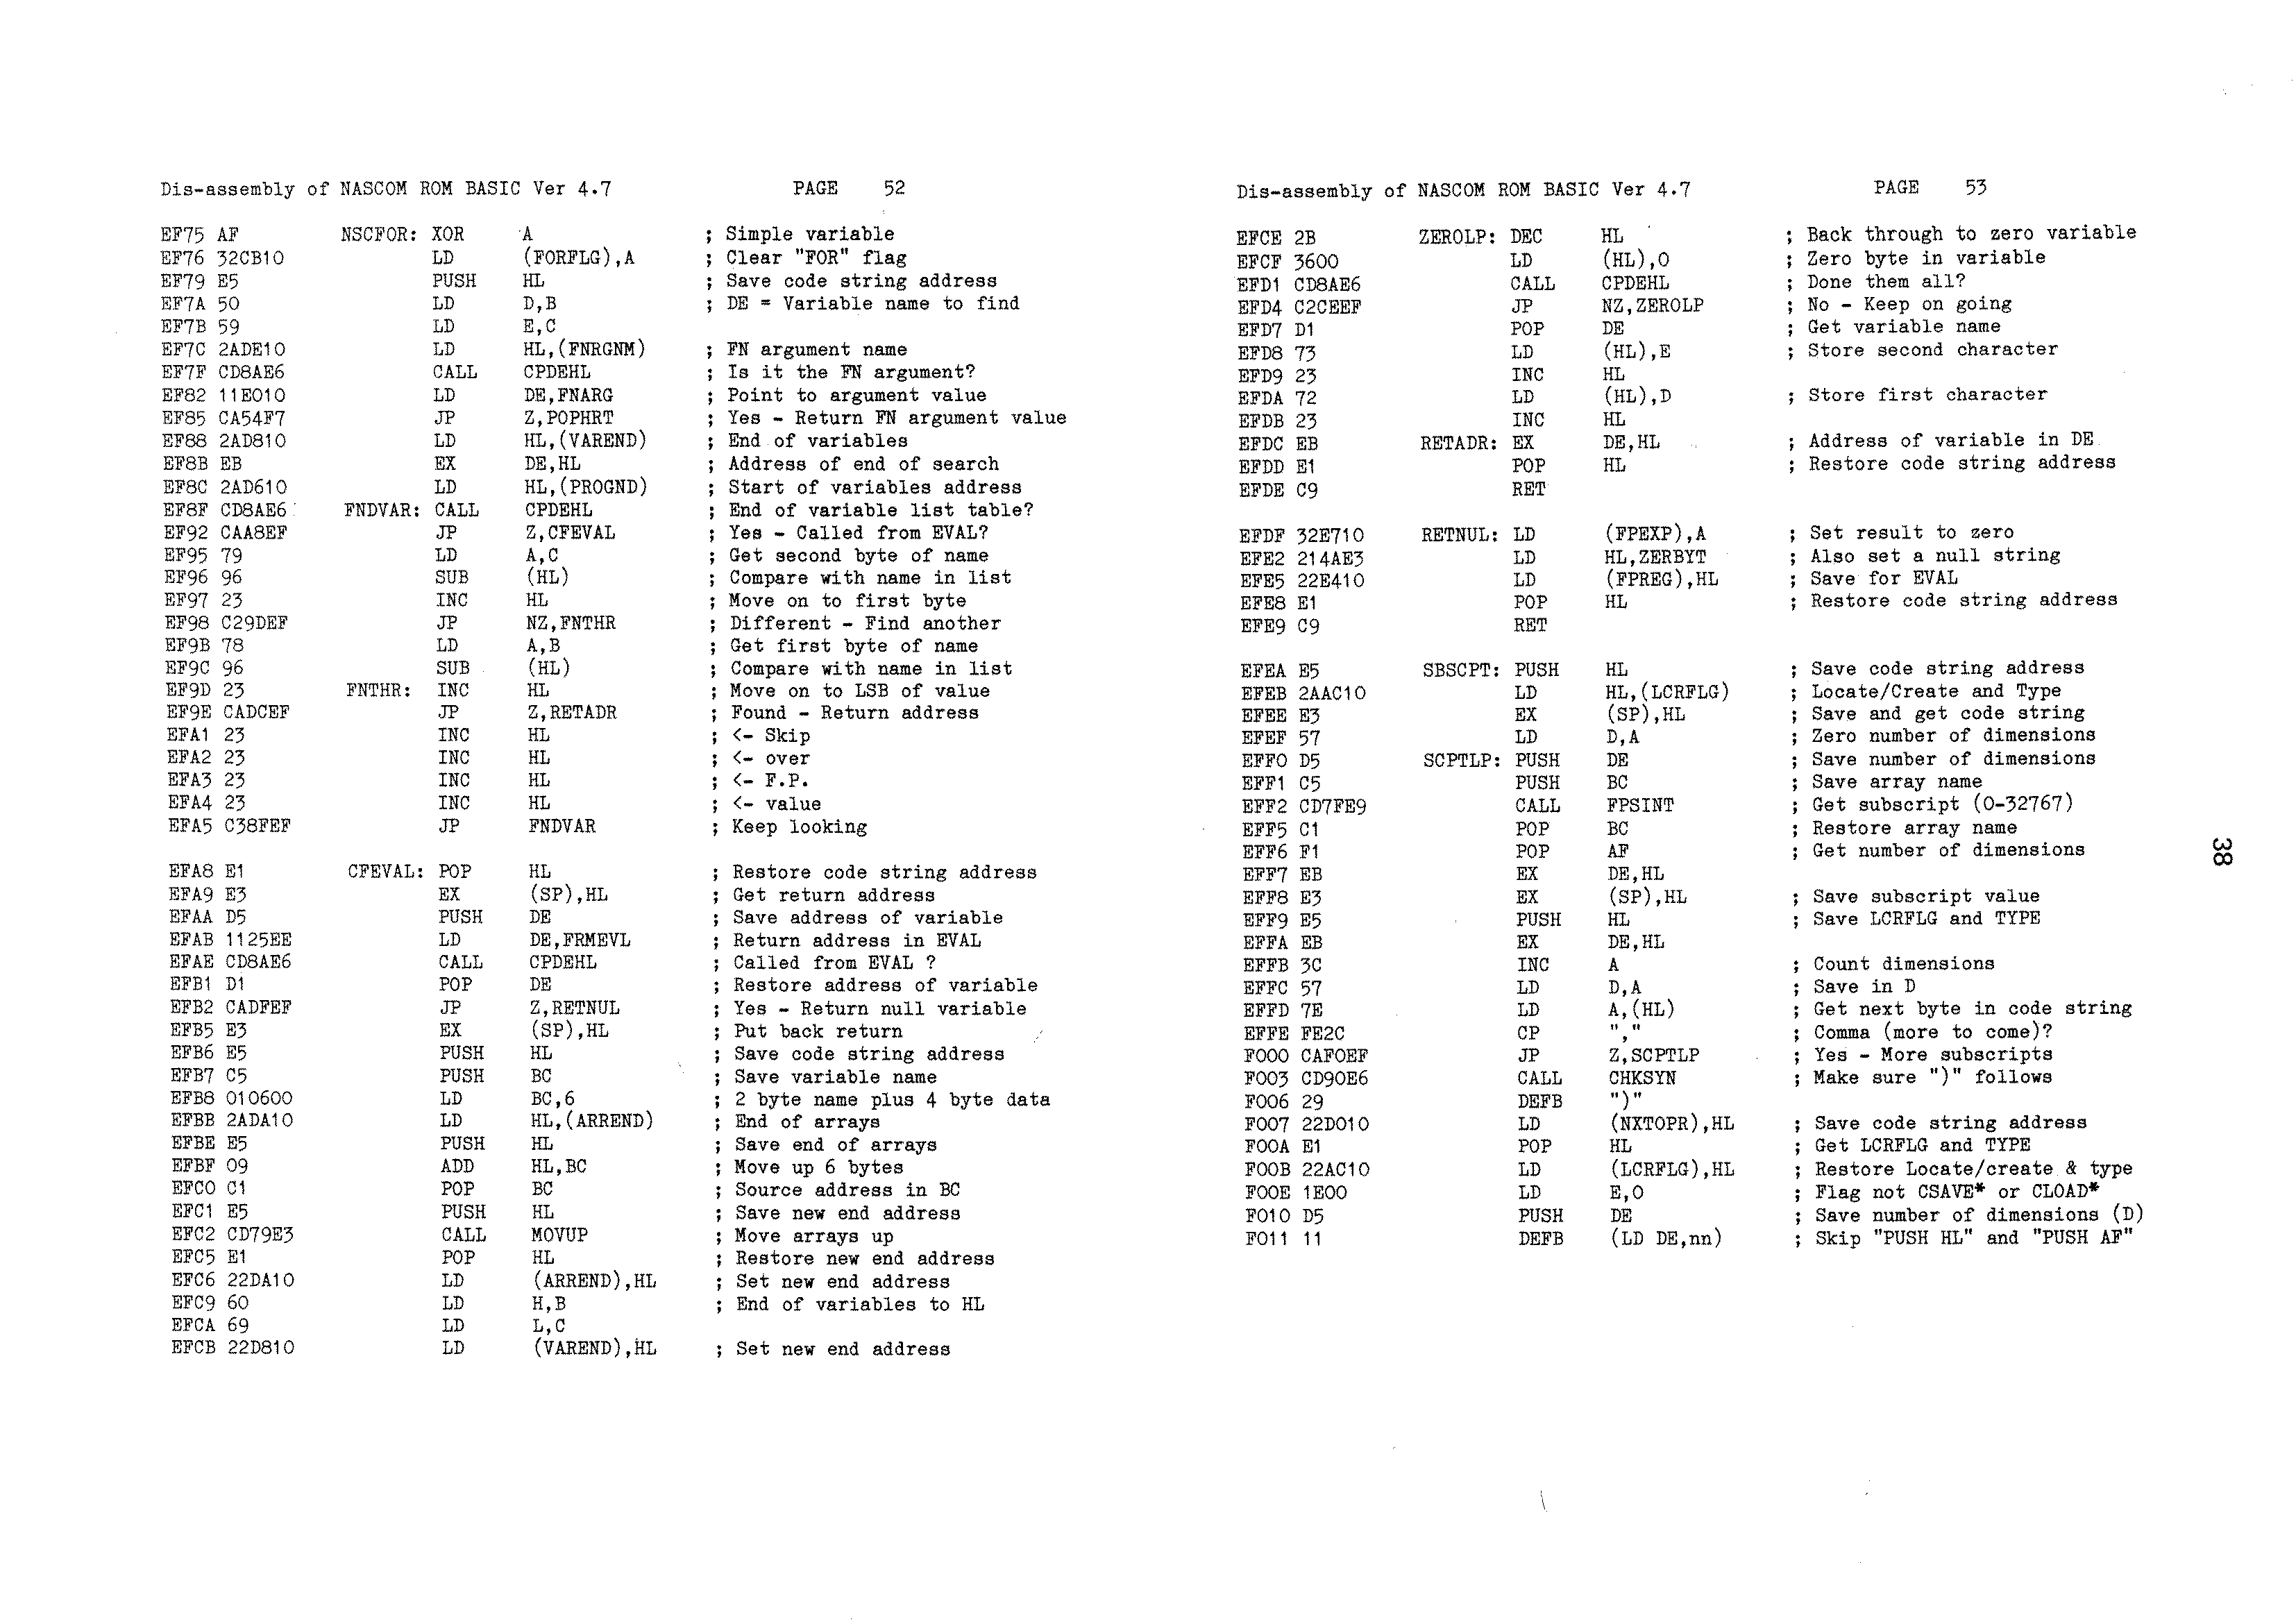 Dis-assembly of NASCOM ROM BASIC Ver 4.7 PAGE 52
EF75 AF NSCFOR: XOR A ; Simple variable
EF76 32CB10 LD (FORFLG),A ; Clear "FOR" flag
EF79 E5 PUSH HL ; Save code string address
EF7A 50 LD D,B ; DE = Variable name to find
EF7B 59 LD E,C
EF7C 2ADE10 LD HL,(FNRGNM) ; FN argument name
EF7F CD8AE6 CALL CPDEHL ; Is it the FN argument?
EF82 11E010 LD DE,FNARG ; Point to argument value
EF85 CA54F7 JP Z,POPHRT ; Yes - Return FN argument value
EF88 2AD810 LD HL,(VAREND) ; End of variables
EF8B EB EX DE,HL ; Address of end of search
EF8C 2AD610 LD HL,(PROGND) ; Start of variables address
EF8F CD8AE6 FNDVAR: CALL CPDEHL ; End of variable list table?
EF92 CAA8EF JP Z,CFEVAL ; Yes - Called from EVAL?
EF95 79 LD A,C ; Get second byte of name
EF96 96 SUB (HL) ; Compare with name in list
EF97 23 INC HL ; Move on to first byte
EF98 C29DEF JP NZ,FNTHR ; Different - Find another
EF9B 78 LD A,B ; Get first byte of name
EF9C 96 SUB (HL) ; Compare with name in list
EF9D 23 FNTHR: INC HL ; Move on to LSB of value
EF9E CADCEF JP Z,RETADR ; Found - Return address
EFA1 23 INC HL ; <- Skip
EFA2 23 INC HL ; <- over
EFA3 23 INC HL ; <- F.P.
EFA4 23 INC HL ; <- value
EFA5 C38FEF JP FNDVAR ; Keep looking
EFA8 E1 CFEVAL: POP HL ; Restore code string address
EFA9 E3 EX (SP),HL ; Get return address
EFAA D5 PUSH DE ; Save address of variable
EFAB 1125EE LD DE,FRMEVL ; Return address in EVAL
EFAE CD8AE6 CALL CPDEHL ; Called from EVAL ?
EFB1 D1 POP DE ; Restore address of variable
EFB2 CADFEF JP Z,RETNUL ; Yes - Return null variable
EFB5 E3 EX (SP),HL ; Put back return
EFB6 E5 PUSH HL ; Save code string address
EFB7 C5 PUSH BC ; Save variable name
EFB8 010600 LD BC,6 ; 2 byte name plus 4 byte data
EFBB 2ADA10 LD HL,(ARREND) ; End of arrays
EFBE E5 PUSH HL ; Save end of arrays
EFBF 09 ADD HL,BC ; Move up 6 bytes
EFC0 C1 POP BC ; Source address in BC
EFC1 E5 PUSH HL ; Save new end address
EFC2 CD79E3 CALL MOVUP ; Move arrays up
EFC5 E1 POP HL ; Restore new end address
EFC6 22DA10 LD (ARREND),HL ; Set new end address
EFC9 60 LD H,B ; End of variables to HL
EFCA 69 LD L,C
EFCB 22D810 LD (VAREND),HL ; Set new end address
Dis-assembly of NASCOM ROM BASIC Ver 4.7 PAGE 53
EFCE 2B ZEROLP: DEC HL ; Back through to zero variable
EFCF 3600 LD (HL),0 ; Zero byte in variable
EFD1 CD8AE6 CALL CPDEHL ; Done them all?
EFD4 C2CEEF JP NZ,ZEROLP ; No - Keep on going
EFD7 D1 POP DE ; Get variable name
EFD8 73 LD (HL),E ; Store second character
EFD9 23 INC HL
EFDA 72 LD (HL),D ; Store first character
EFDB 23 INC HL
EFDC EB RETADR: EX DE,HL ; Address of variable in DE
EFDD E1 POP HL ; Restore code string address
EFDE C9 RET
EFDF 32E710 RETNUL: LD (FPEXP),A ; Set result to zero
EFE2 214AE3 LD HL,ZERBYT ; Also set a null string
EFE5 22E410 LD (FPREG),HL ; Save for EVAL
EFE8 E1 POP HL ; Restore code string address
EFE9 C9 RET
EFEA E5 SBSCPT: PUSH HL ; Save code string address
EFEB 2AAC10 LD HL,(LCRFLG) ; Locate/Create and Type
EFEE E3 EX (SP),HL ; Save and get code string
EFEF 57 LD D,A ; Zero number of dimensions
EFF0 D5 SCPTLP: PUSH DE ; Save number of dimensions
EFF1 C5 PUSH BC ; Save array name
EFF2 CD7FE9 CALL FPSINT ; Get subscript (0-32767)
EFF5 C1 POP BC ; Restore array name
EFF6 F1 POP AF ; Get number of dimensions
EFF7 EB EX DE,HL
EFF8 E3 EX (SP),HL ; Save subscript value
EFF9 E5 PUSH HL ; Save LCRFLG and TYPE
EFFA EB EX DE,HL
EFFB 3C INC A ; Count dimensions
EFFC 57 LD D,A ; Save in D
EFFD 7E LD A,(HL) ; Get next byte in code string
EFFE FE2C CP "," ; Comma (more to come)?
F000 CAF0EF JP Z,SCPTLP ; Yes - More subscripts
F003 CD90E6 CALL CHKSYN ; Make sure ")" follows
F006 29 DEFB ")"
F007 22D010 LD (NXTOPR),HL ; Save code string address
F00A E1 POP HL ; Get LCRFLG and TYPE
F00B 22AC10 LD (LCRFLG),HL ; Restore Locate/create & type
F00E 1E00 LD E,0 ; Flag not CSAVE* or CLOAD*
F010 D5 PUSH DE ; Save number of dimensions (D)
F011 11 DEFB (LD DE,nn) ; Skip "PUSH HL" and "PUSH AF"
38